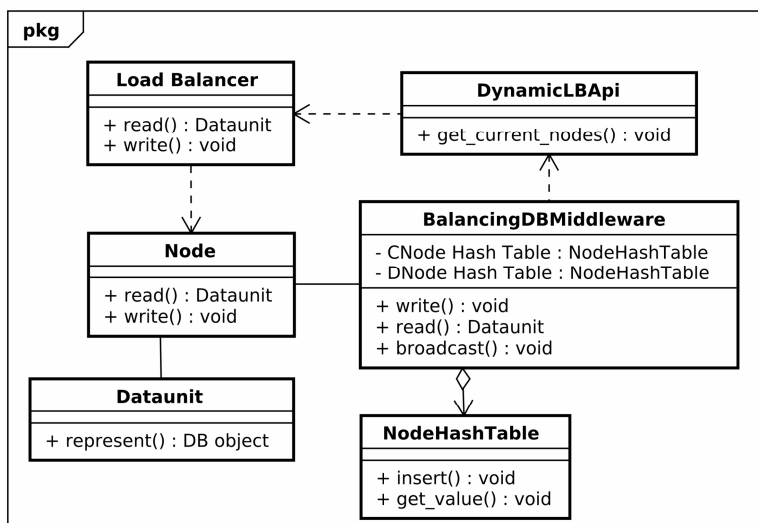 pkg
Load Balancer
+ read() : Dataunit
+ write() : void
DynamicLBApi
+ get_current_nodes() : void
Node
+ read() : Dataunit
+ write() : void
BalancingDBMiddleware
- CNode Hash Table : NodeHashTable
- DNode Hash Table : NodeHashTable
+ write() : void
+ read() : Dataunit
+ broadcast() : void
Dataunit
+ represent() : DB object
NodeHashTable
+ insert() : void
+ get_value() : void